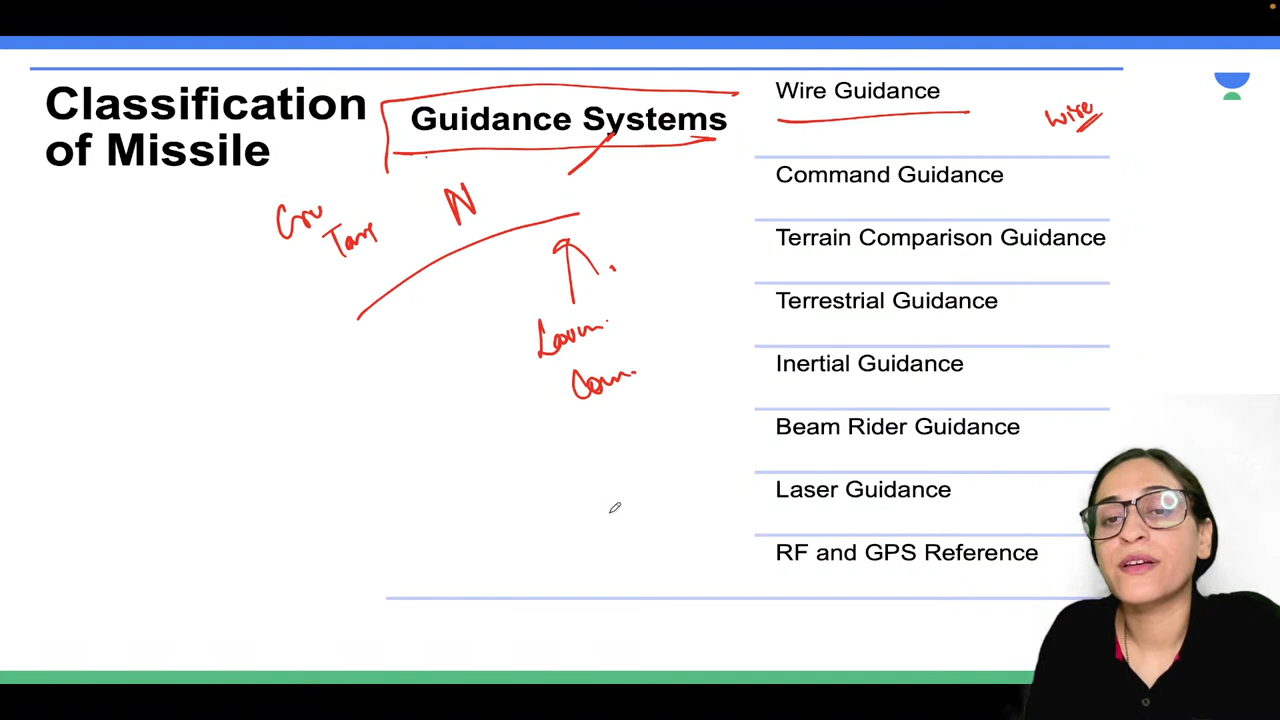 Classification
of Missile
Guidance Systems
Wire Guidance
wire
Command Guidance
Terrain Comparison Guidance
Terrestrial Guidance
Inertial Guidance
Beam Rider Guidance
Laser Guidance
RF and GPS Reference
N